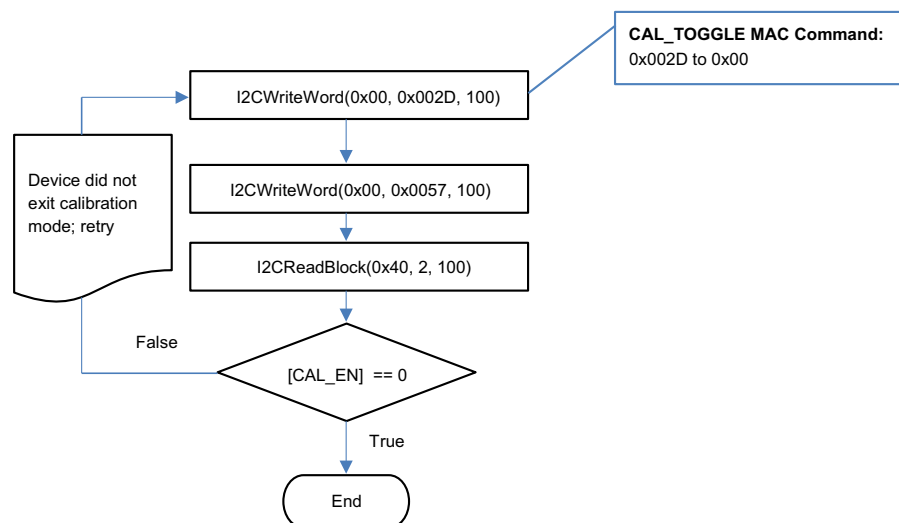 CAL_TOGGLE MAC Command:
0x002D to 0x00
I2CWriteWord(0x00, 0x002D, 100)
Device did not
exit calibration
mode; retry
I2CWriteWord(0x00, 0x0057, 100)
I2CReadBlock(0x40, 2, 100)
False
[CAL_EN] == 0
True
End